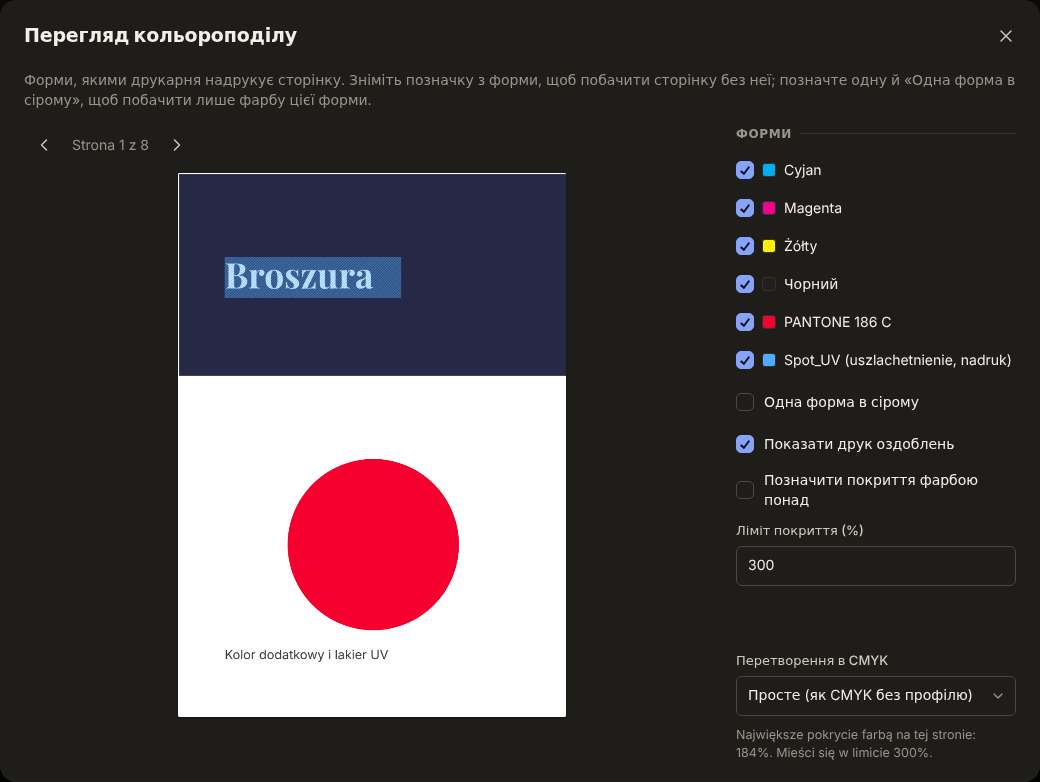 Перегляд кольороподілу
Форми, якими друкарня надрукує сторінку. Зніміть позначку з форми, щоб побачити сторінку без неї; позначте одну й «Одна форма в
сірому», щоб побачити лише фарбу цієї форми.
Strona 1 z 8
Broszura
Kolor dodatkowy i lakier UV
ФОРМИ
Cyjan
Magenta
Żółty
Чорний
PANTONE 186 C
Spot_UV (uszlachetnienie, nadruk)
Одна форма в сірому
Показати друк оздоблень
Позначити покриття фарбою
понад
Ліміт покриття (%)
300
Перетворення в CMYK
Просте (як CMYK без профілю)
Największe pokrycie farbą na tej stronie:
184%. Mieści się w limicie 300%.